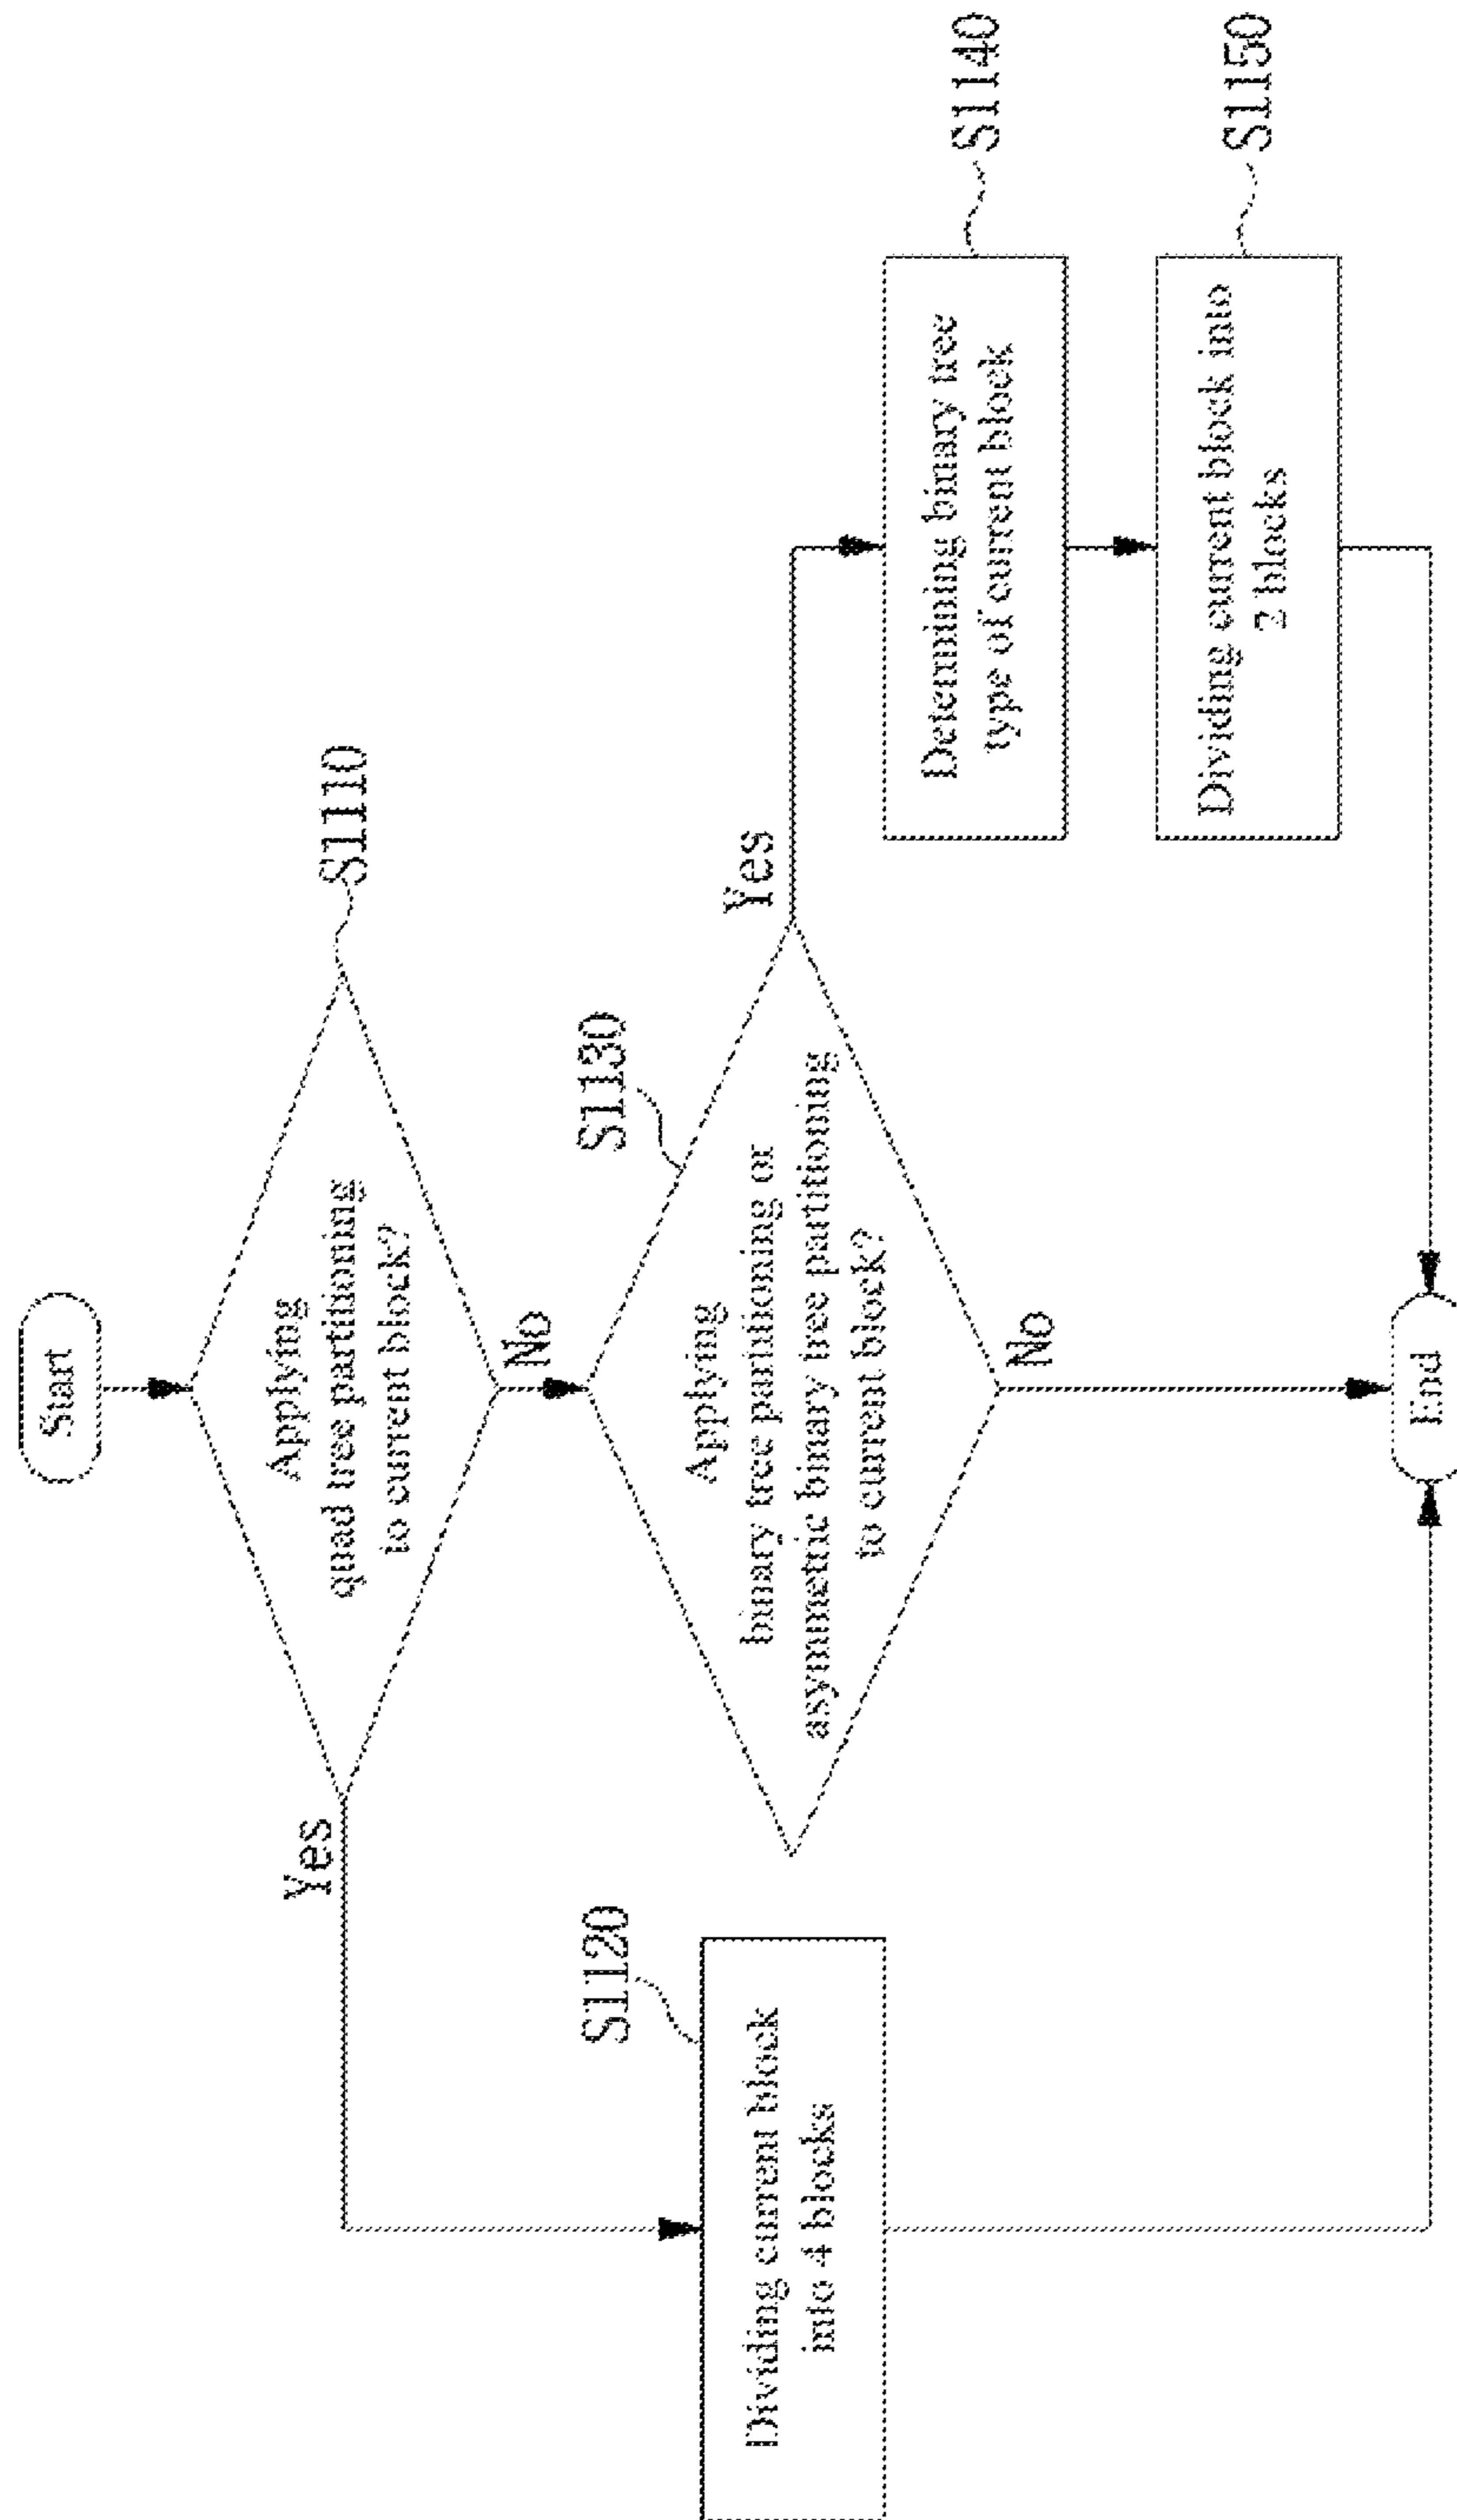 Start
Applying
quad tree partitioning
to current block?
S1110
Yes
No
S1120
Dividing current block
into 4 blocks
S1130
Applying
binary tree partitioning or
asymmetric binary tree partitioning
to current block?
Yes
No
Determining binary tree
type of current block
S1140
Dividing current block into
2 blocks
S1150
End